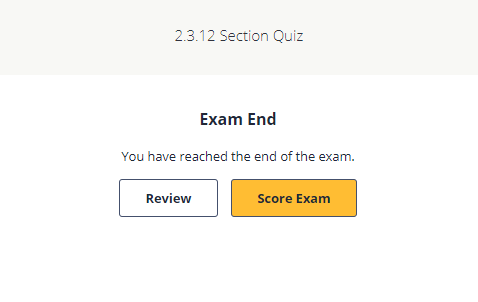 2.3.12 Section Quiz
Exam End
You have reached the end of the exam.
Review
Score Exam